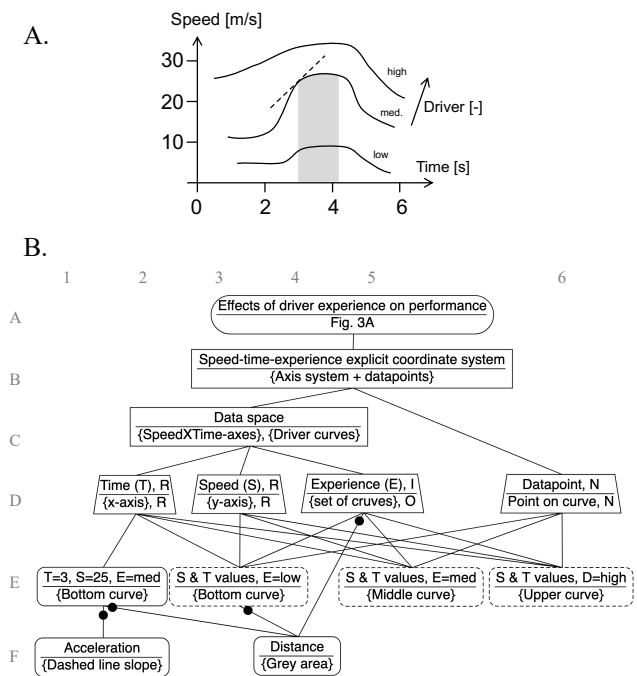 A.
Speed [m/s]
30
20
10
high
med.
low
Driver [-]
Time [s]
0 2 4 6
B.
1 2 3 4 5 6
A
Effects of driver experience on performance
Fig. 3A
B
Speed-time-experience explicit coordinate system
{Axis system + datapoints}
C
Data space
{SpeedXTime-axes}, {Driver curves}
D
Time (T), R
{x-axis}, R
Speed (S), R
{y-axis}, R
Experience (E), I
{set of cruves}, O
Datapoint, N
Point on curve, N
E
T=3, S=25, E=med
{Bottom curve}
S & T values, E=low
{Bottom curve}
S & T values, E=med
{Middle curve}
S & T values, D=high
{Upper curve}
F
Acceleration
{Dashed line slope}
Distance
{Grey area}